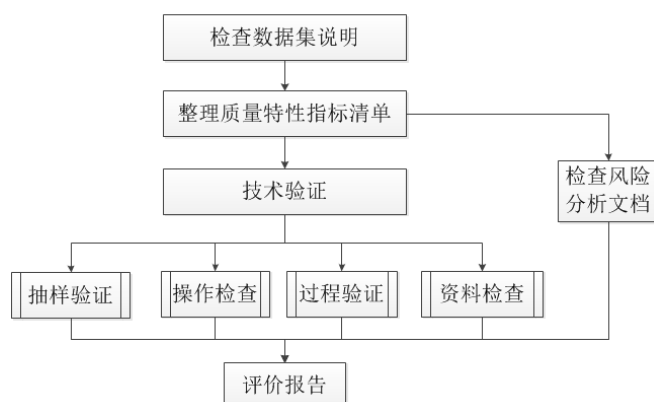 检查数据集说明
整理质量特性指标清单
技术验证
检查风险
分析文档
抽样验证
操作检查
过程验证
资料检查
评价报告